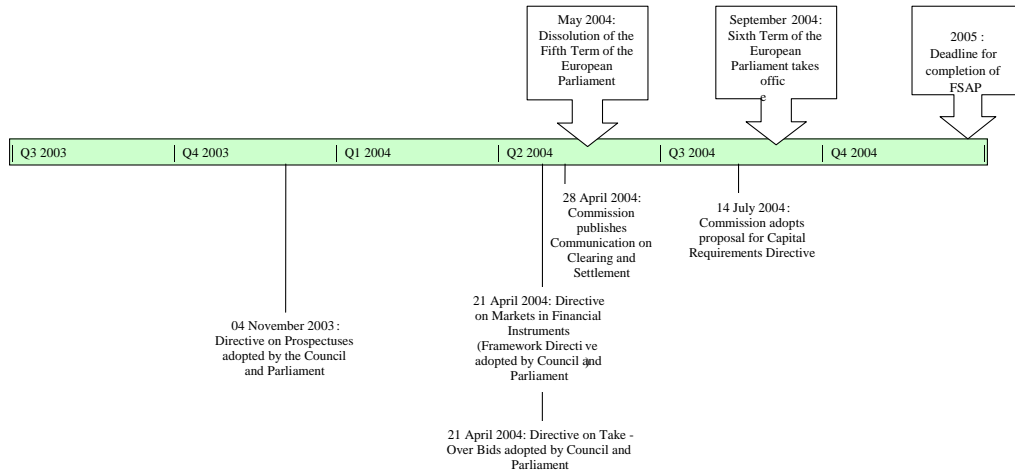 May 2004:
Dissolution of the
Fifth Term of the
European
Parliament
September 2004:
Sixth Term of the
European
Parliament takes
offic
e
2005 :
Deadline for
completion of
FSAP
Q3 2003
Q4 2003
Q1 2004
Q2 2004
Q3 2004
Q4 2004
28 April 2004:
Commission
publishes
Communication on
Clearing and
Settlement
14 July 2004 :
Commission adopts
proposal for Capital
Requirements Directive
21 April 2004: Directive
on Markets in Financial
Instruments
(Framework Directi ve
adopted by Council and
Parliament)
04 November 2003 :
Directive on Prospectuses
adopted by the Council
and Parliament
21 April 2004: Directive on Take -
Over Bids adopted by Council and
Parliament